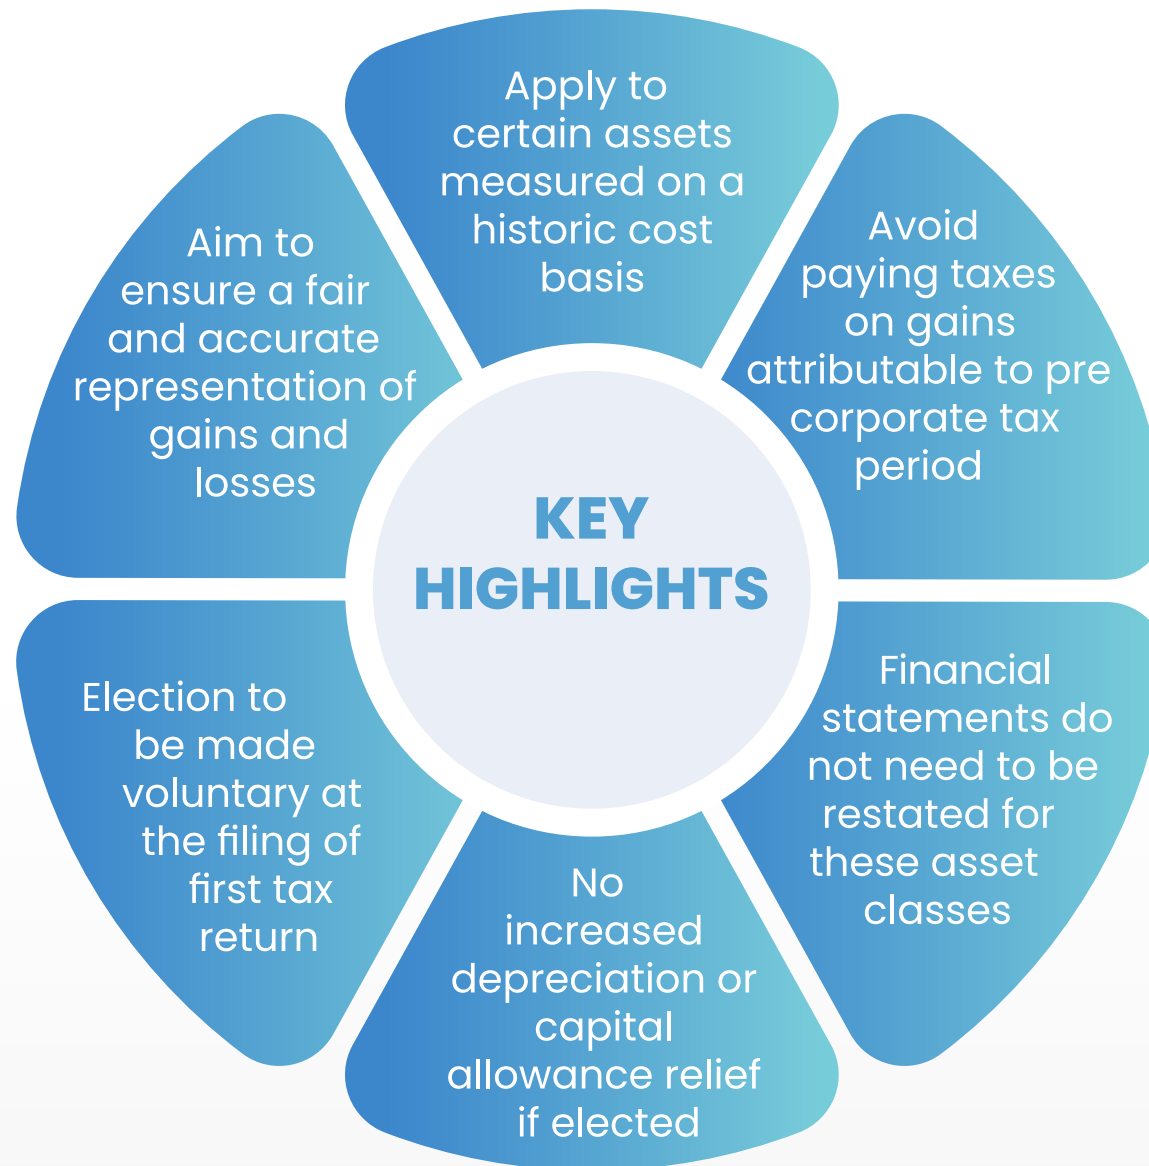 Apply to
certain assets
measured on a
historic cost
basis
Avoid
paying taxes
on gains
attributable to pre
corporate tax
period
Financial
statements do
not need to be
restated for
these asset
classes
No
increased
depreciation or
capital
allowance relief
if elected
Election to
be made
voluntary at
the filing of
first tax
return
Aim to
ensure a fair
and accurate
representation of
gains and
losses
KEY
HIGHLIGHTS